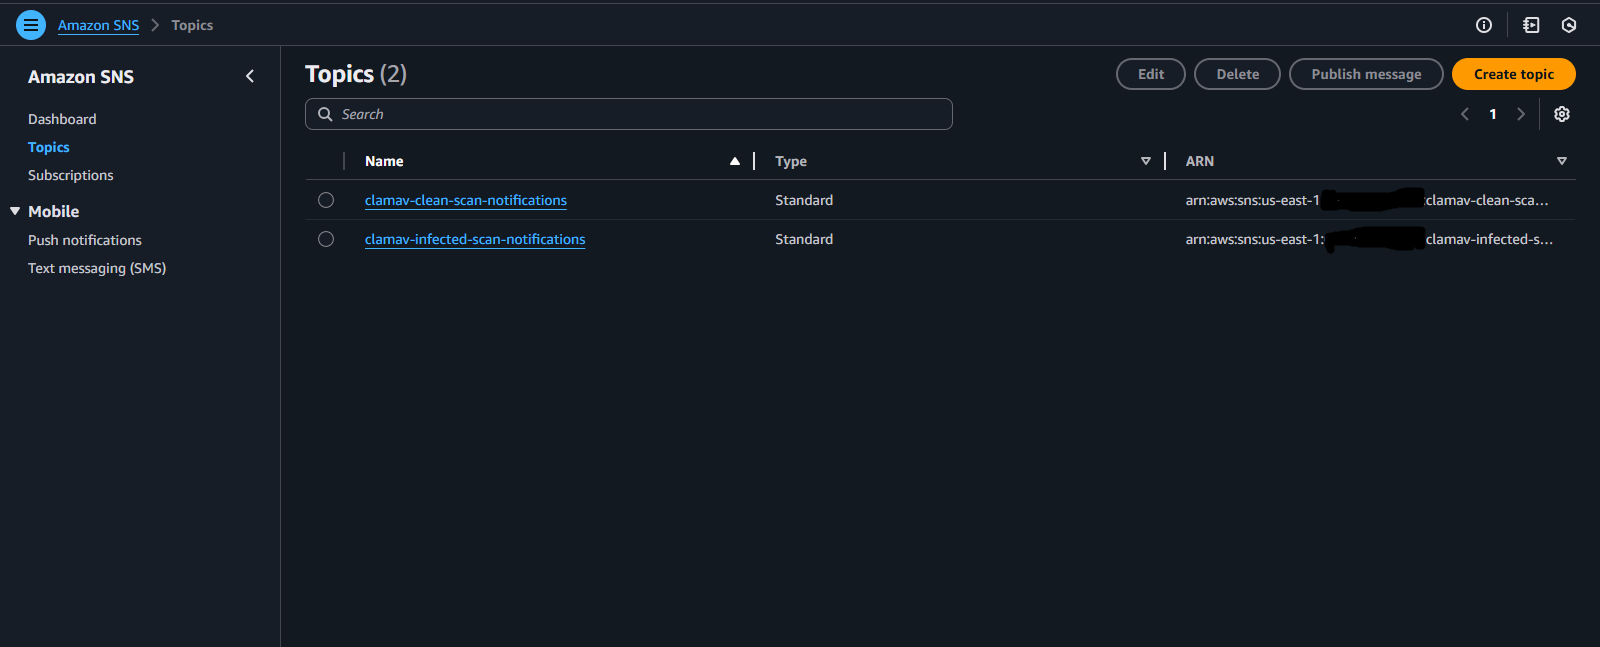 Amazon SNS > Topics
Amazon SNS
Dashboard
Topics
Subscriptions
Mobile
Push notifications
Text messaging (SMS)
Topics (2)
Edit Delete Publish message Create topic
Search
1
Name Type ARN
clamav-clean-scan-notifications Standard arn:aws:sns:us-east-1 :clamav-clean-sca...
clamav-infected-scan-notifications Standard arn:aws:sns:us-east-1: clamav-infected-s...